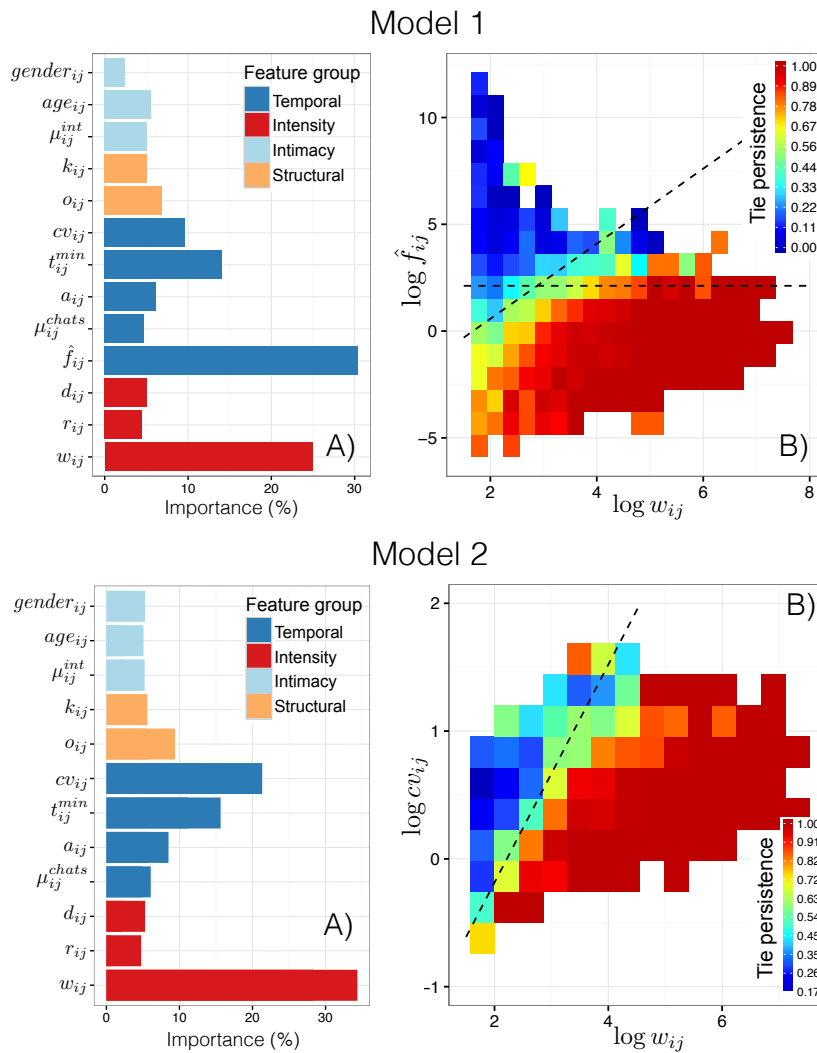 Model 1
gender_ij
age_ij
μ_ij^int
k_ij
o_ij
cv_ij
t_ij^min
a_ij
μ_ij^chats
f̂_ij
d_ij
r_ij
w_ij
Feature group
Temporal
Intensity
Intimacy
Structural
A)
0 10 20 30
Importance (%)
log f̂_ij
10
5
0
−5
Tie persistence
1.00
0.89
0.78
0.67
0.56
0.44
0.33
0.22
0.11
0.00
B)
2 4 6 8
log w_ij
Model 2
gender_ij
age_ij
μ_ij^int
k_ij
o_ij
cv_ij
t_ij^min
a_ij
μ_ij^chats
d_ij
r_ij
w_ij
Feature group
Temporal
Intensity
Intimacy
Structural
A)
0 10 20 30
Importance (%)
B)
log cv_ij
2
1
0
−1
Tie persistence
1.00
0.91
0.82
0.73
0.63
0.54
0.45
0.35
0.26
0.17
2 4 6
log w_ij